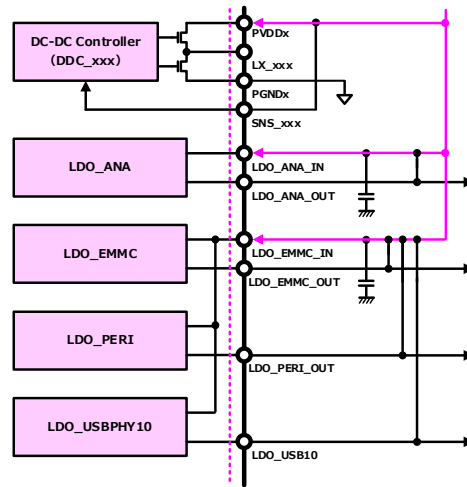 DC-DC Controller
(DDC_xxx)
PVDDx
LX_xxx
PGNDx
SNS_xxx
LDO_ANA
LDO_ANA_IN
LDO_ANA_OUT
LDO_EMMC
LDO_EMMC_IN
LDO_EMMC_OUT
LDO_PERI
LDO_PERI_OUT
LDO_USBPHY10
LDO_USB10